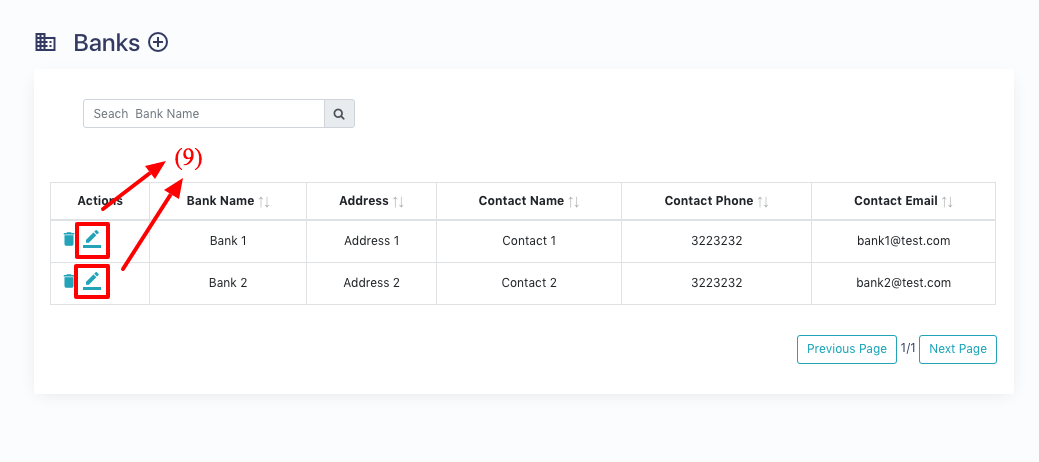 Banks
Seach Bank Name
(9)
Actions Bank Name Address Contact Name Contact Phone Contact Email
Bank 1 Address 1 Contact 1 3223232 bank1@test.com
Bank 2 Address 2 Contact 2 3223232 bank2@test.com
Previous Page 1/1 Next Page